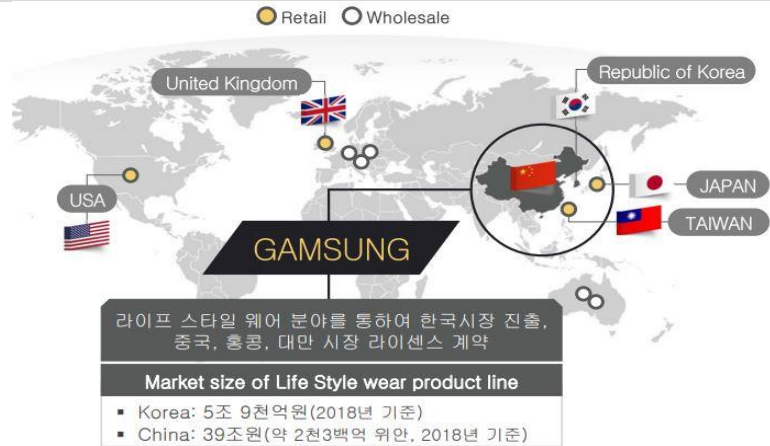 Retail Wholesale
United Kingdom
Republic of Korea
USA
JAPAN
TAIWAN
GAMSUNG
라이프 스타일 웨어 분야를 통하여 한국시장 진출,
중국, 홍콩, 대만 시장 라이센스 계약
Market size of Life Style wear product line
▪ Korea: 5조 9천억원(2018년 기준)
▪ China: 39조원(약 2천3백억 위안, 2018년 기준)